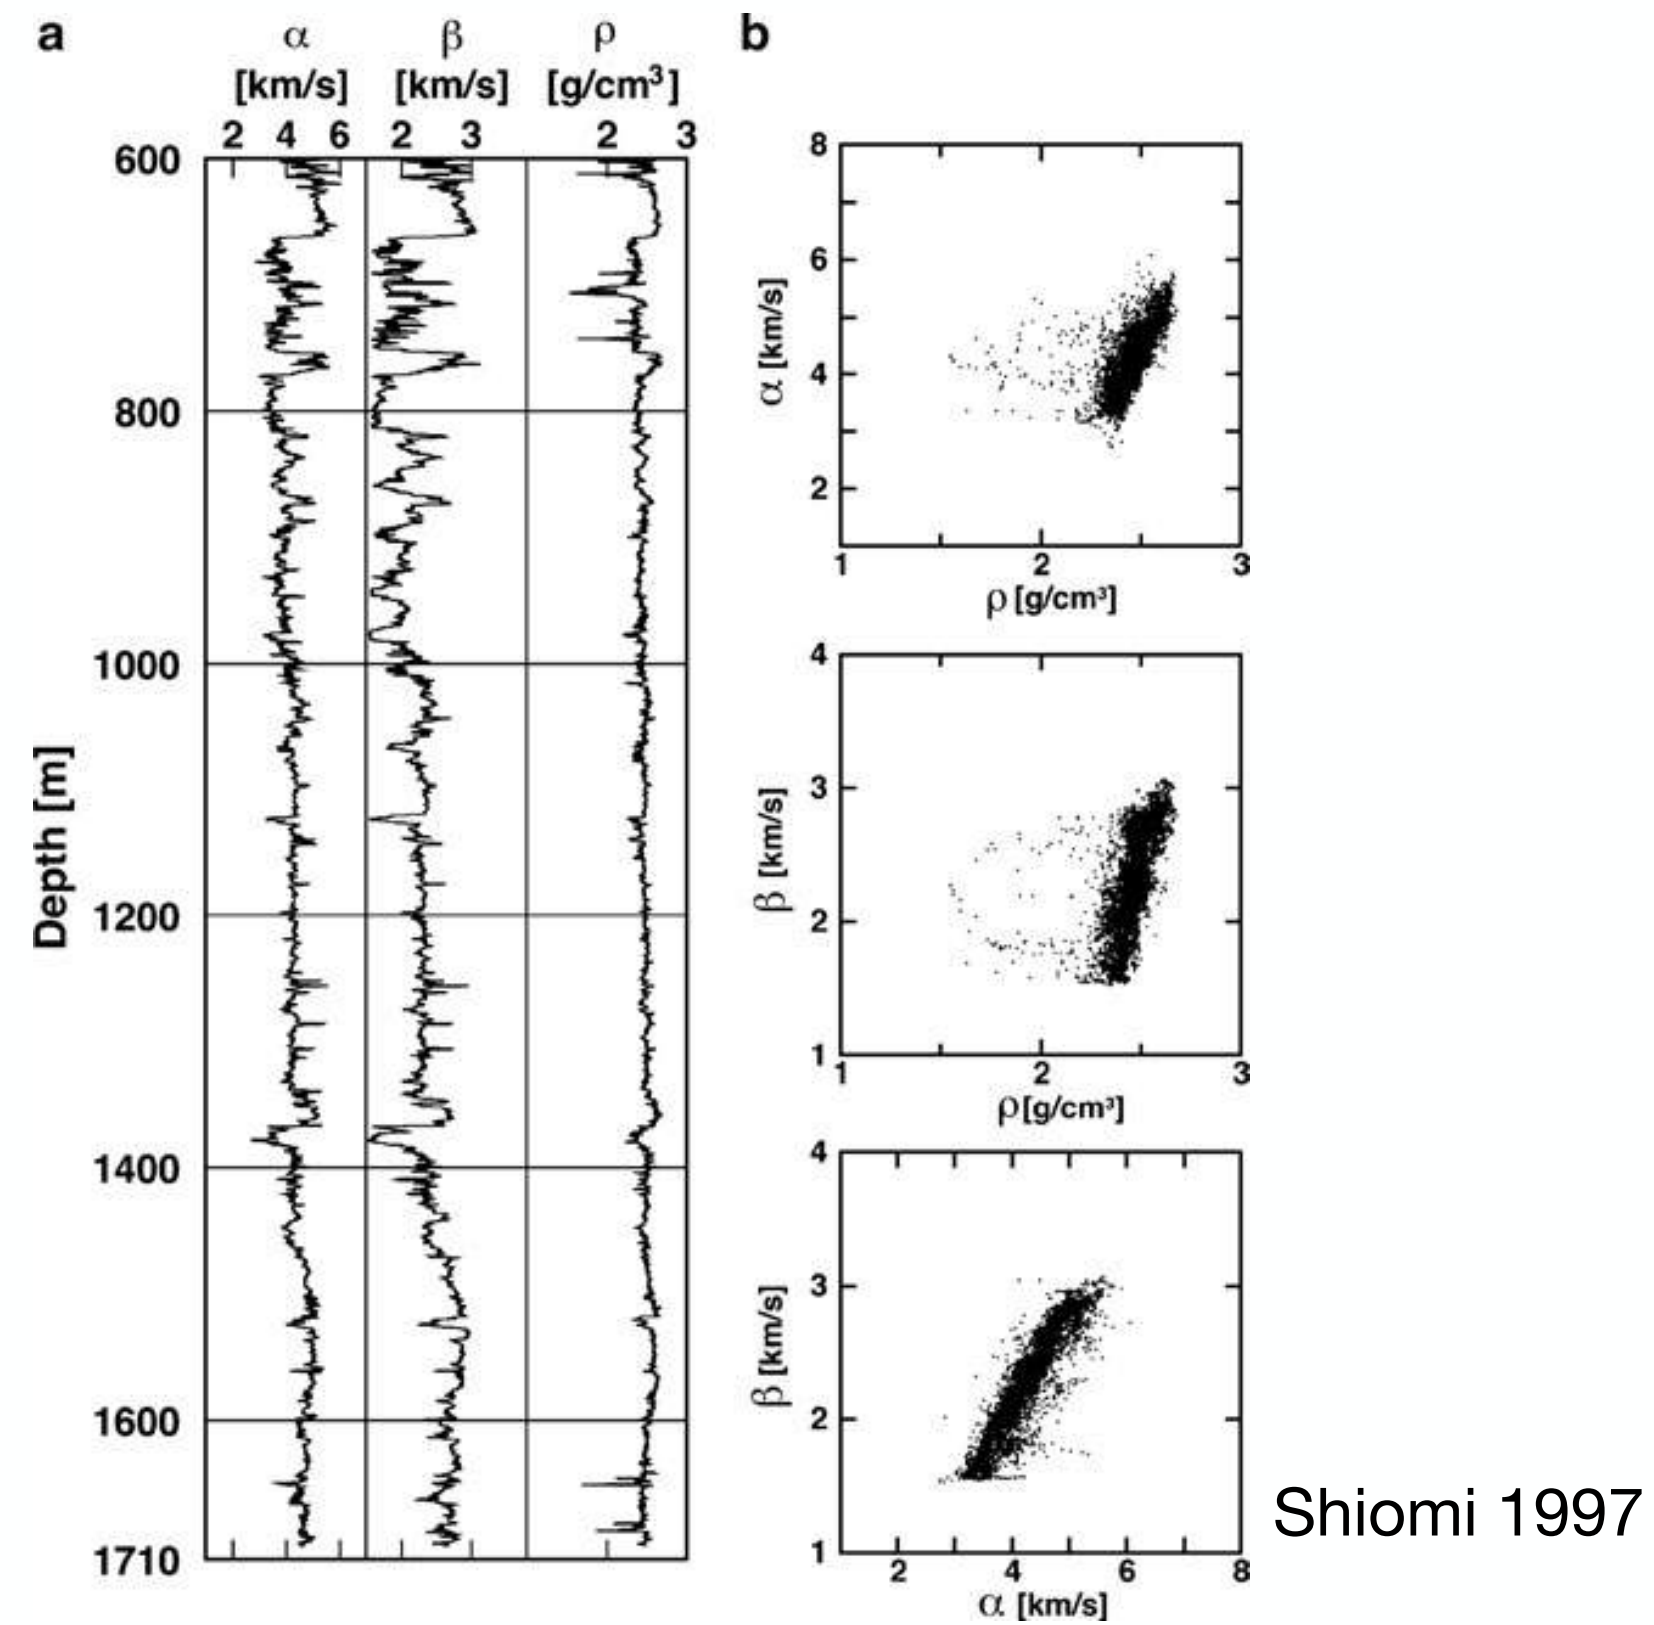 a
α β ρ
[km/s] [km/s] [g/cm³]
2 4 6 2 3 2 3
600
800
1000
1200
1400
1600
1710
Depth [m]
b
8
6
4
2
α [km/s]
1 2 3
ρ [g/cm³]
4
3
2
1
β [km/s]
1 2 3
ρ[g/cm³]
4
3
2
1
β [km/s]
2 4 6 8
α [km/s]
Shiomi 1997